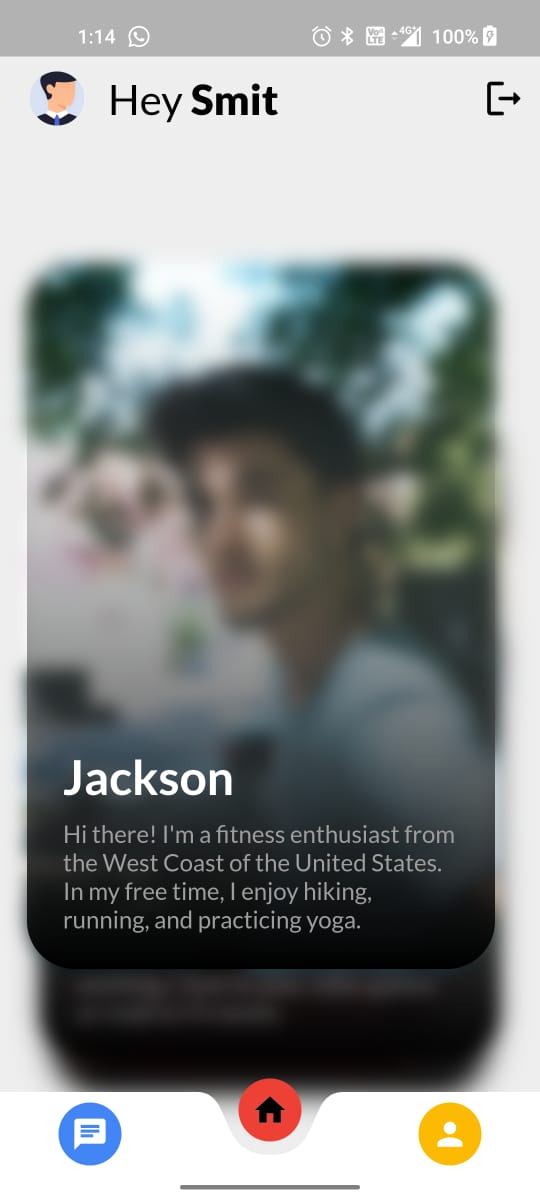 1:14
Vo))
LTE
4G+
100%
Hey Smit
Jackson
Hi there! I'm a fitness enthusiast from
the West Coast of the United States.
In my free time, I enjoy hiking,
running, and practicing yoga.